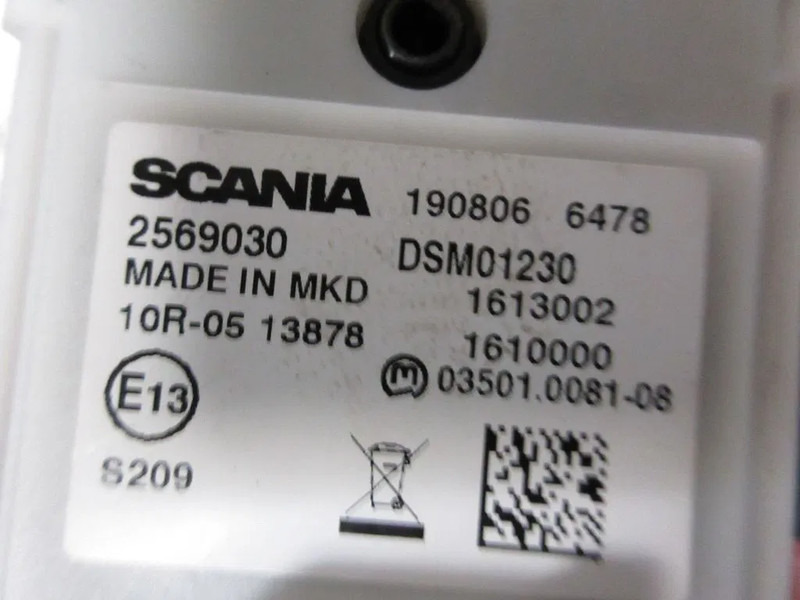 SCANIA 190806 6478
2569030 DSM01230
MADE IN MKD 1613002
10R-05 13878 1610000
E13 M 03501.0081-08
S209